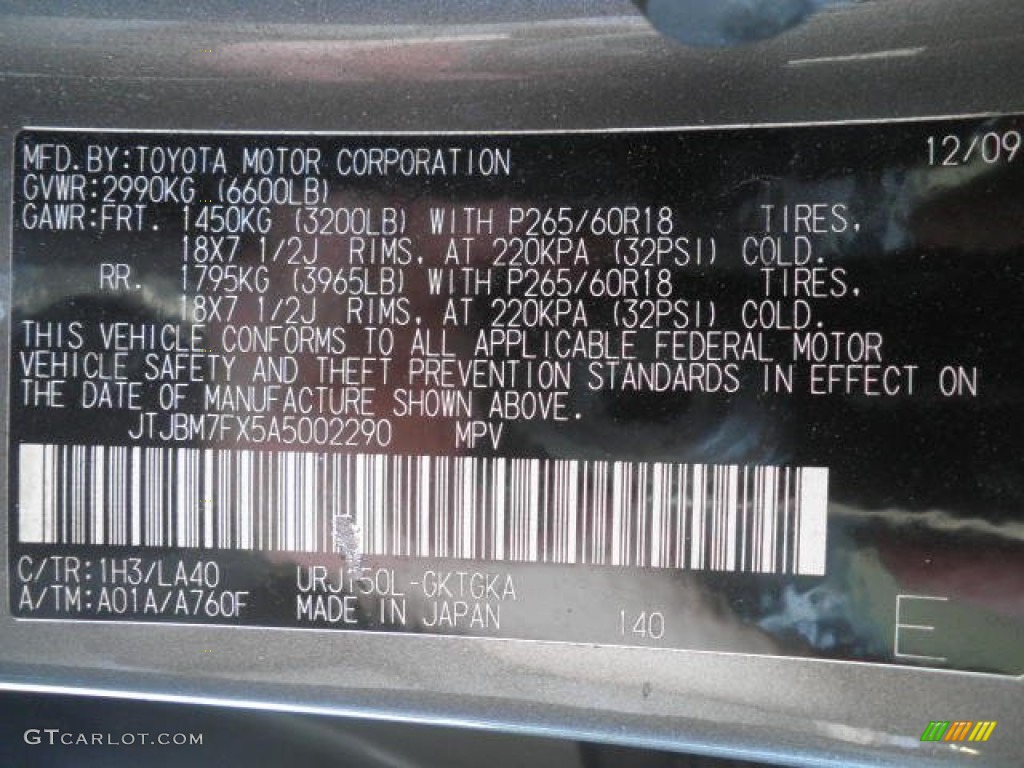 12/09
MFD.BY:TOYOTA MOTOR CORPORATION
GVWR:2990KG (6600LB)
GAWR:FRT. 1450KG (3200LB) WITH P265/60R18 TIRES,
18X7 1/2J RIMS, AT 220KPA (32PSI) COLD.
RR. 1795KG (3965LB) WITH P265/60R18 TIRES,
18X7 1/2J RIMS, AT 220KPA (32PSI) COLD.
THIS VEHICLE CONFORMS TO ALL APPLICABLE FEDERAL MOTOR
VEHICLE SAFETY AND THEFT PREVENTION STANDARDS IN EFFECT ON
THE DATE OF MANUFACTURE SHOWN ABOVE.
JTJBM7FX5A5002290 MPV
C/TR:1H3/LA40 URJ150L-GKTGKA
A/TM:A01A/A760F MADE IN JAPAN 140 E
GTCARLOT.COM